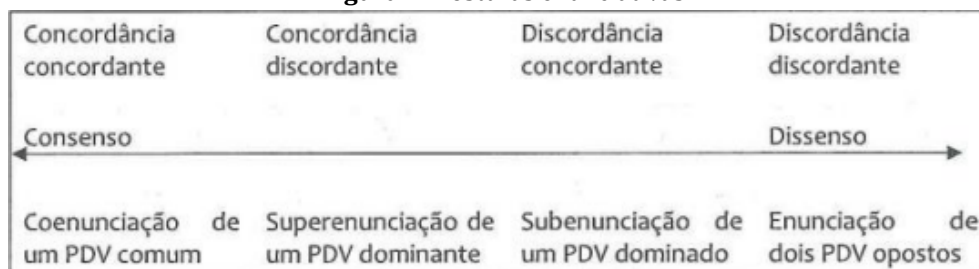 Concordância
concordante
Concordância
discordante
Discordância
concordante
Discordância
discordante
Consenso
Dissenso
Coenunciação de
um PDV comum
Superenunciação de
um PDV dominante
Subenunciação de
um PDV dominado
Enunciação de
dois PDV opostos